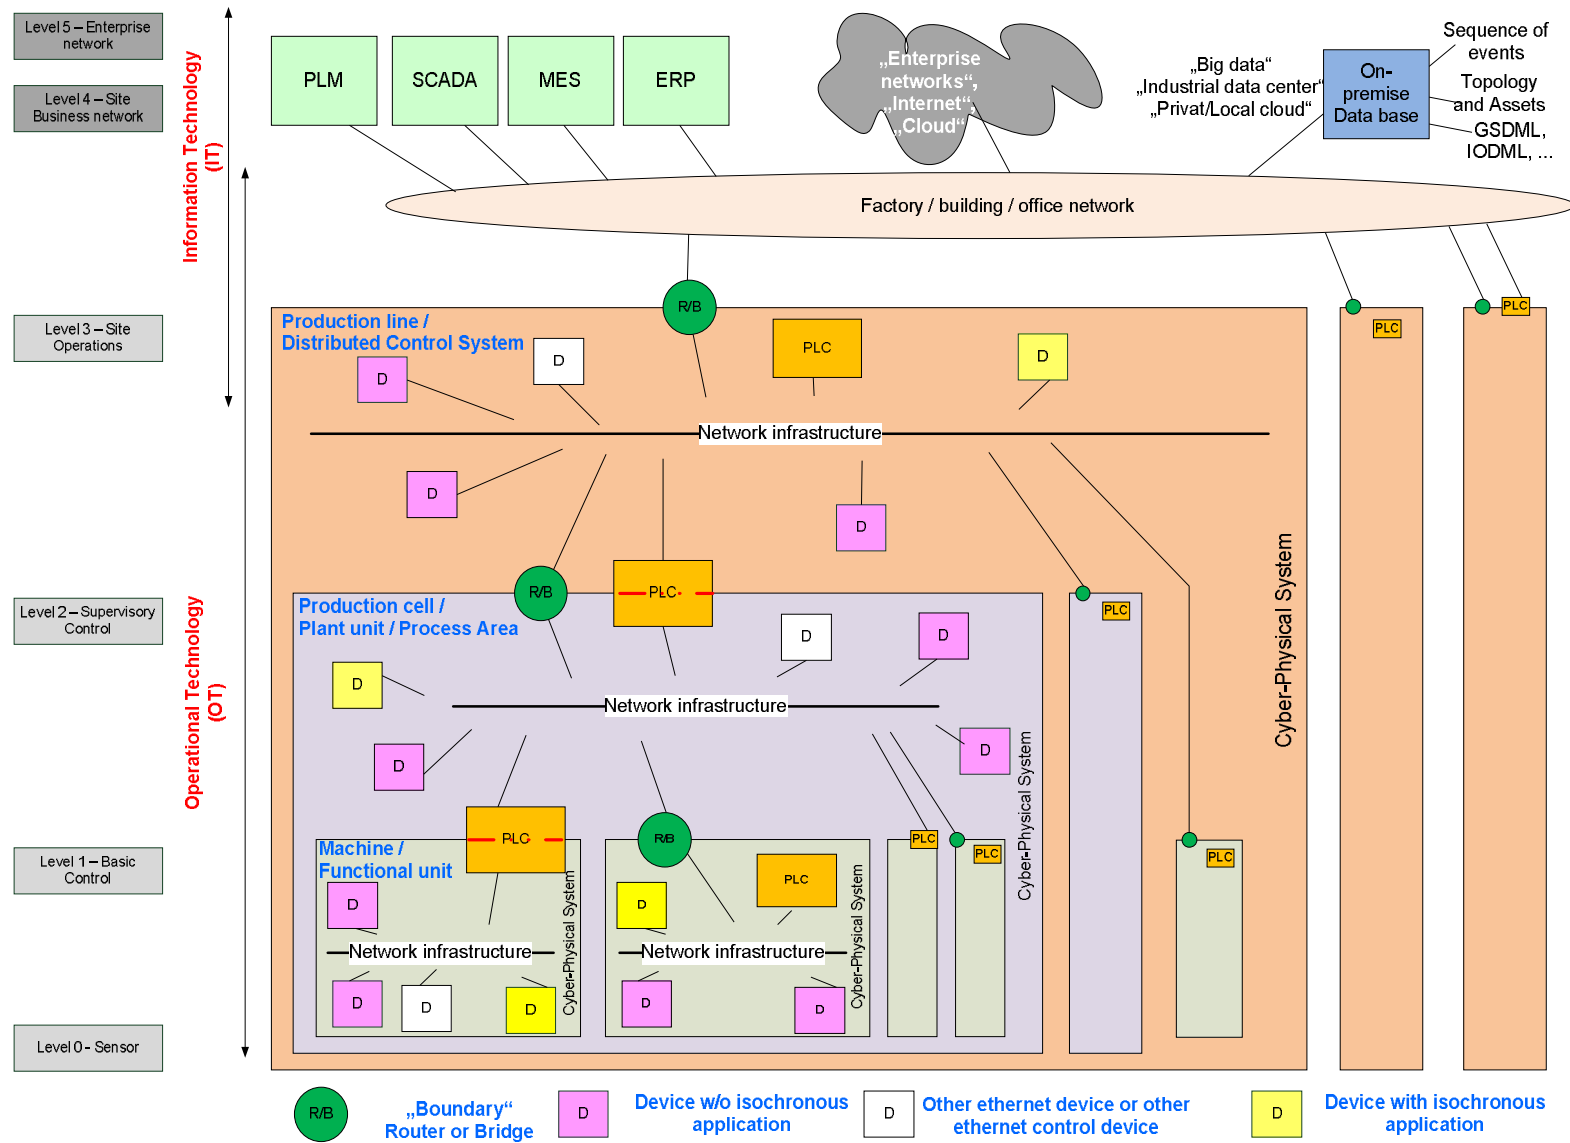 Level 5 – Enterprise
network
Level 4 – Site
Business network
Level 3 – Site
Operations
Level 2 – Supervisory
Control
Level 1 – Basic
Control
Level 0 - Sensor
Information Technology
(IT)
Operational Technology
(OT)
PLM
SCADA
MES
ERP
„Enterprise
networks“,
„Internet“,
„Cloud“
„Big data“
„Industrial data center“
„Privat/Local cloud“
On-
premise
Data base
Sequence of
events
Topology
and Assets
GSDML,
IODML, ...
Factory / building / office network
R/B
Production line /
Distributed Control System
D
D
PLC
D
Network infrastructure
D
D
Cyber-Physical System
PLC
PLC
R/B
PLC
Production cell /
Plant unit / Process Area
D
D
D
Network infrastructure
D
D
Cyber-Physical System
PLC
PLC
Machine /
Functional unit
D
Network infrastructure
D
D
D
Cyber-Physical System
R/B
PLC
D
Network infrastructure
D
D
Cyber-Physical System
PLC
PLC
PLC
R/B
„Boundary“
Router or Bridge
D
Device w/o isochronous
application
D
Other ethernet device or other
ethernet control device
D
Device with isochronous
application